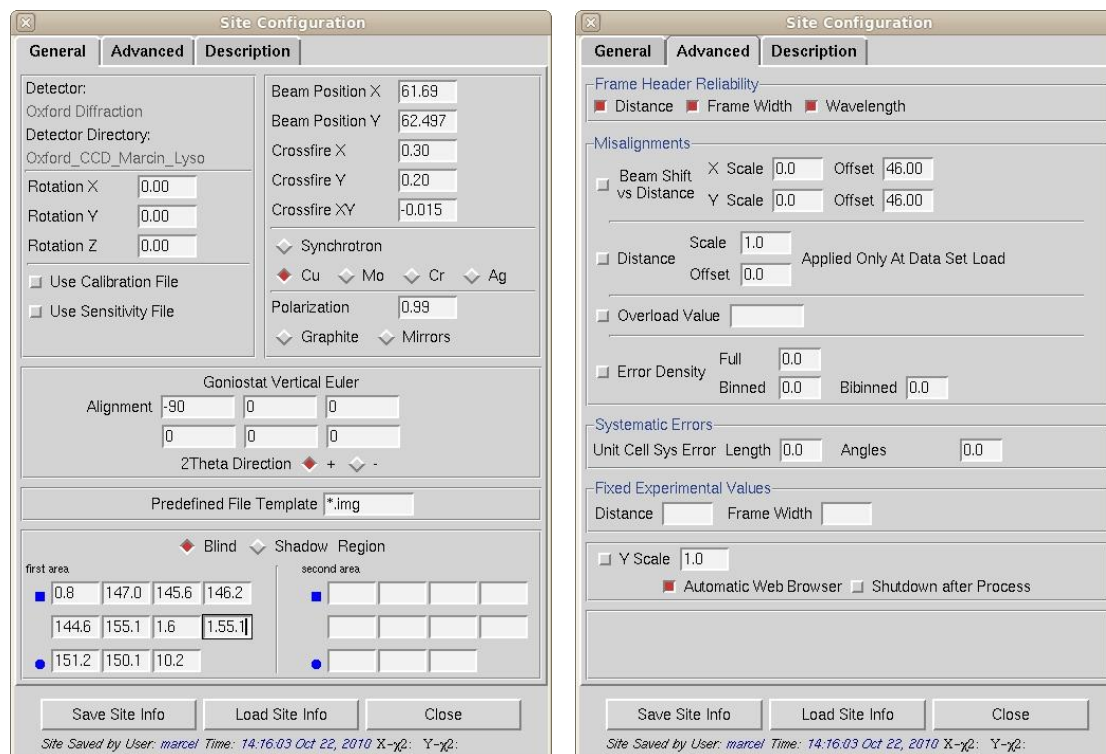 Site Configuration
General Advanced Description
Detector:
Oxford Diffraction
Detector Directory:
Oxford_CCD_Marcin_Lyso
Rotation X 0.00
Rotation Y 0.00
Rotation Z 0.00
Use Calibration File
Use Sensitivity File
Beam Position X 61.69
Beam Position Y 62.497
Crossfire X 0.30
Crossfire Y 0.20
Crossfire XY -0.015
Synchrotron
Cu Mo Cr Ag
Polarization 0.99
Graphite Mirrors
Goniostat Vertical Euler
Alignment -90 0 0
0 0 0
2Theta Direction + -
Predefined File Template *.img
Blind Shadow Region
first area
0.8 147.0 145.6 146.2
144.6 155.1 1.6 1.55.1
151.2 150.1 10.2
second area
Save Site Info Load Site Info Close
Site Saved by User: marcel Time: 14:16:03 Oct 22, 2010 X-χ2: Y-χ2:
Site Configuration
General Advanced Description
Frame Header Reliability
Distance Frame Width Wavelength
Misalignments
Beam Shift
vs Distance
X Scale 0.0 Offset 46.00
Y Scale 0.0 Offset 46.00
Distance
Scale 1.0
Offset 0.0
Applied Only At Data Set Load
Overload Value
Error Density
Full 0.0
Binned 0.0 Bibinned 0.0
Systematic Errors
Unit Cell Sys Error Length 0.0 Angles 0.0
Fixed Experimental Values
Distance Frame Width
Y Scale 1.0
Automatic Web Browser Shutdown after Process
Save Site Info Load Site Info Close
Site Saved by User: marcel Time: 14:16:03 Oct 22, 2010 X-χ2: Y-χ2: